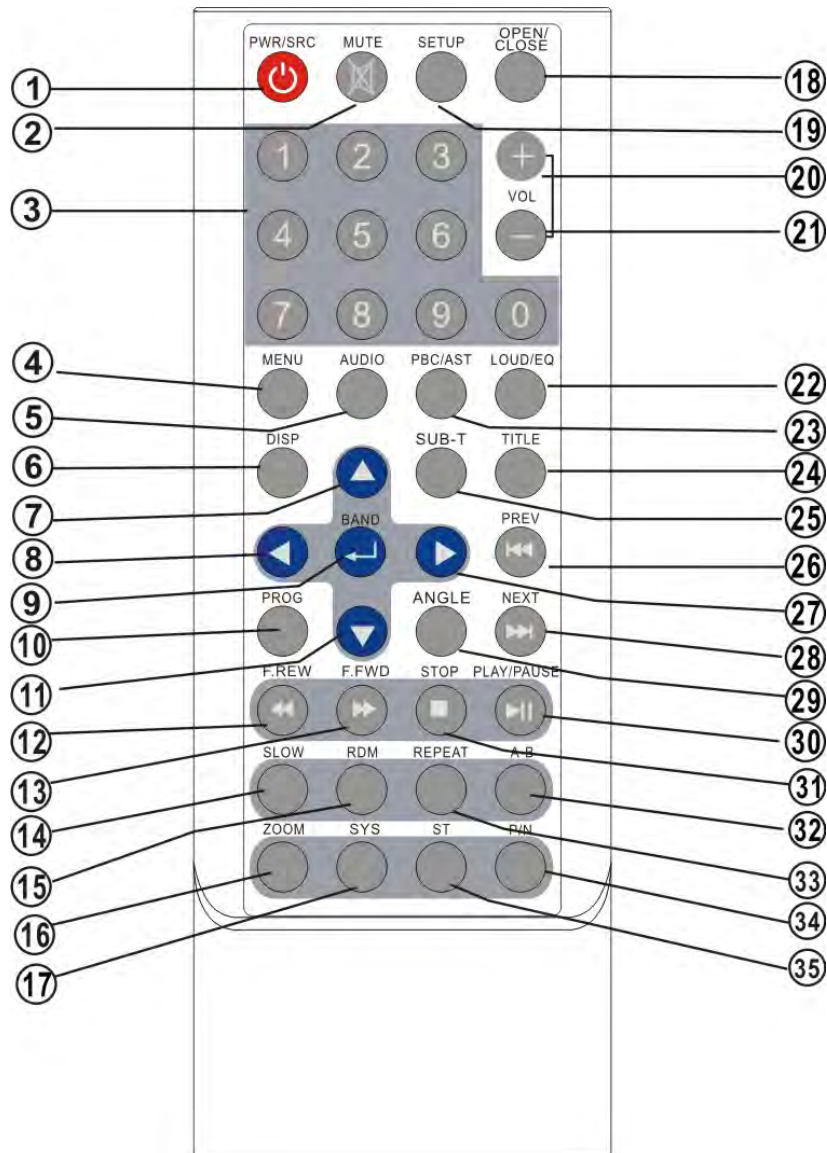 PWR/SRC MUTE SETUP OPEN/
CLOSE
1 18
2 19
1 2 3 +
20
3 VOL
4 5 6 − 21
7 8 9 0
MENU AUDIO PBC/AST LOUD/EQ
4 22
5 23
DISP SUB-T TITLE
6 24
7 25
BAND PREV
8 26
9 27
PROG ANGLE NEXT
10 28
11 29
F.REW F.FWD STOP PLAY/PAUSE
12 30
13 31
SLOW RDM REPEAT A-B
14 32
15 33
ZOOM SYS ST P/N
16 34
17 35